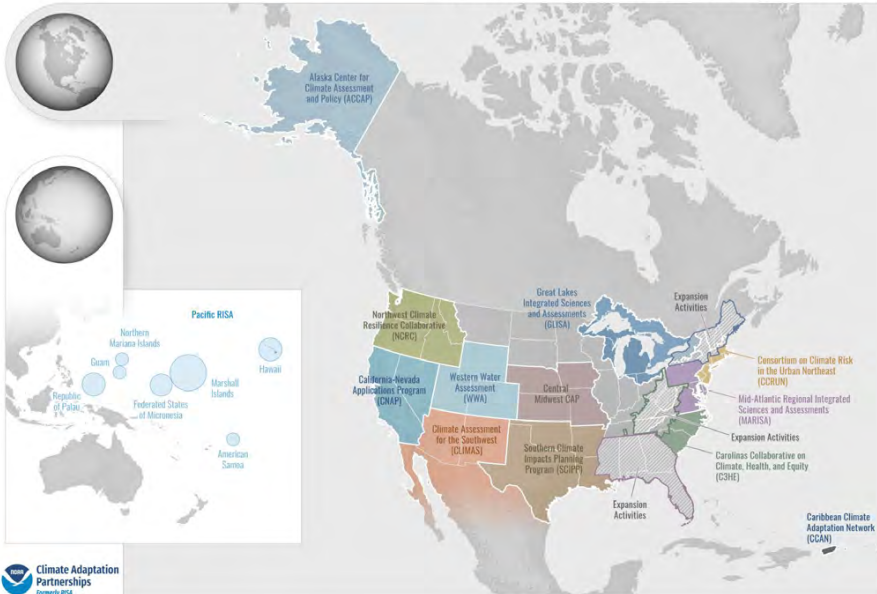 Alaska Center for
Climate Assessment
and Policy (ACCAP)
Pacific RISA
Northern
Mariana Islands
Guam
Republic
of Palau
Federated States
of Micronesia
Marshall
Islands
Hawaii
American
Samoa
Northwest Climate
Resilience Collaborative
(NCRC)
Great Lakes
Integrated Sciences
and Assessments
(GLISA)
Expansion
Activities
California-Nevada
Applications Program
(CNAP)
Western Water
Assessment
(WWA)
Central
Midwest CAP
Consortium on Climate Risk
in the Urban Northeast
(CCRUN)
Mid-Atlantic Regional Integrated
Sciences and Assessments
(MARISA)
Expansion Activities
Climate Assessment
for the Southwest
(CLIMAS)
Southern Climate
Impacts Planning
Program (SCIPP)
Carolinas Collaborative on
Climate, Health, and Equity
(C3HE)
Expansion
Activities
Caribbean Climate
Adaptation Network
(CCAN)
NOAA
Climate Adaptation
Partnerships
Formerly RISA